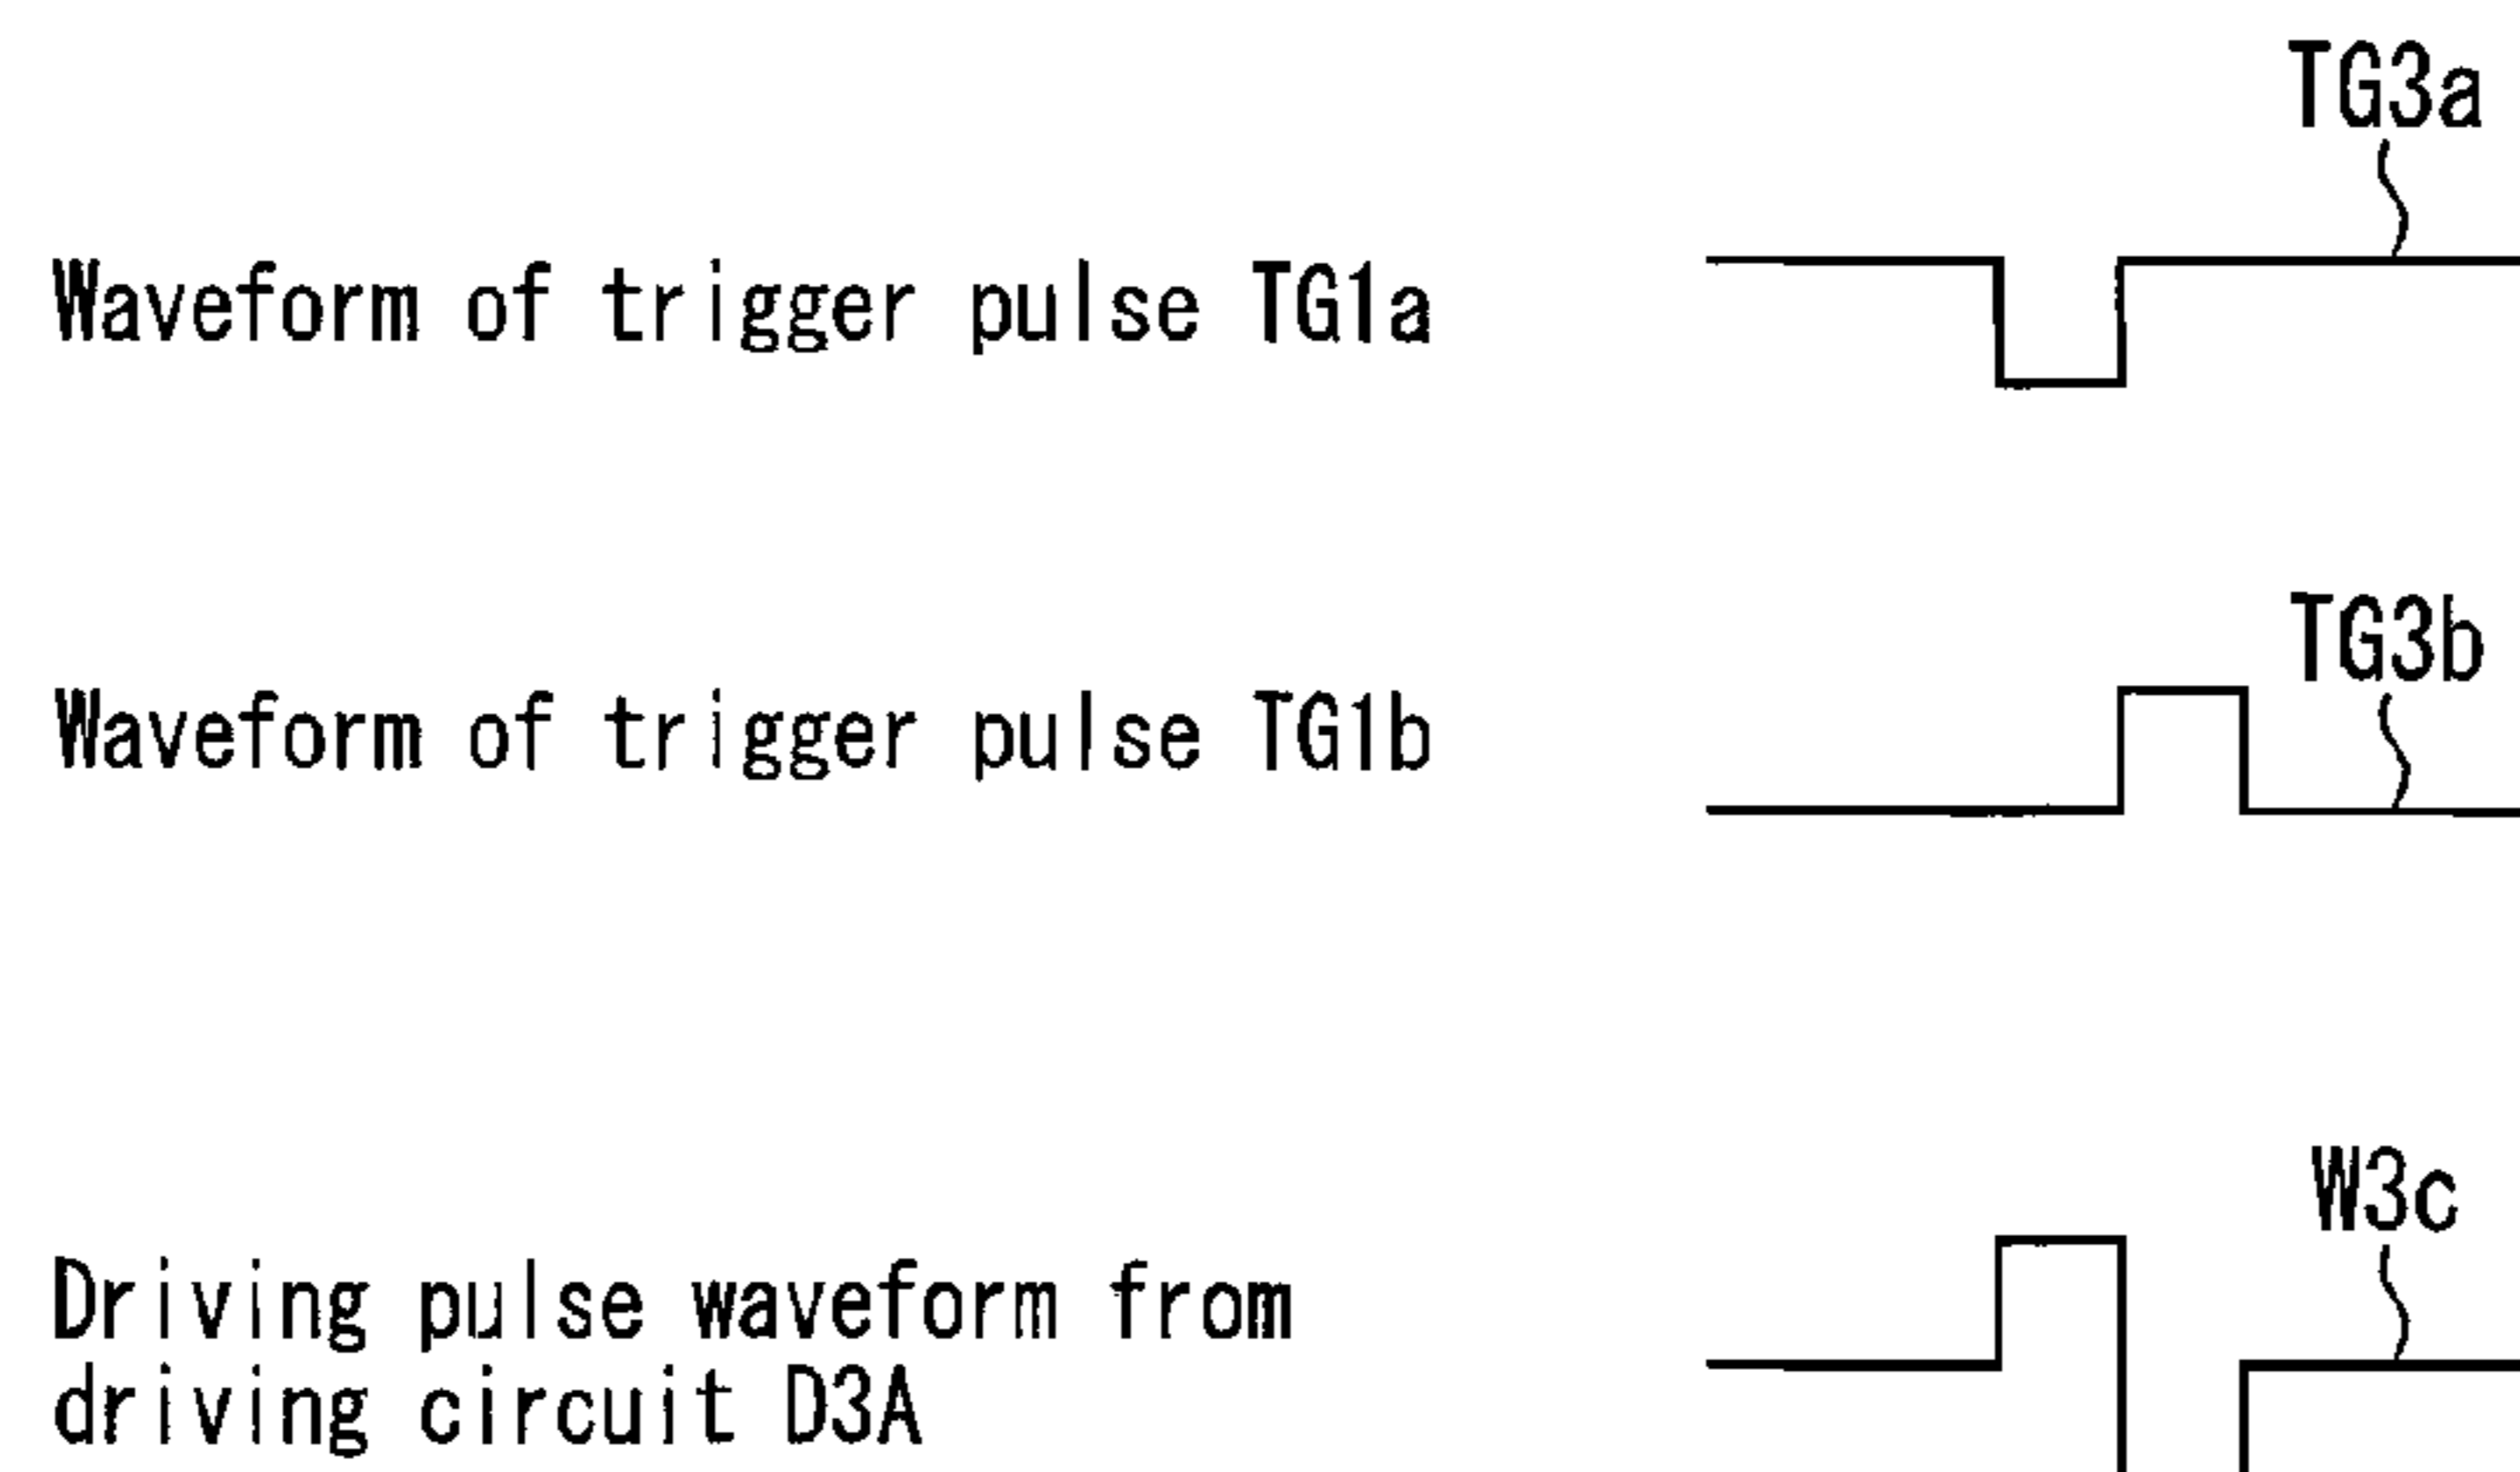 TG3a
Waveform of trigger pulse TG1a
TG3b
Waveform of trigger pulse TG1b
W3c
Driving pulse waveform from
driving circuit D3A